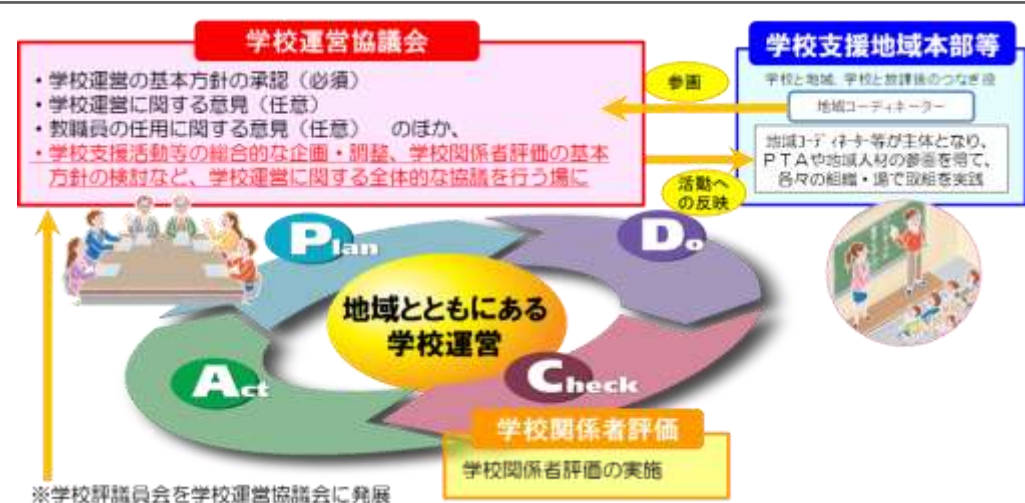 学校運営協議会
・学校運営の基本方針の承認（必須）
・学校運営に関する意見（任意）
・教職員の任用に関する意見（任意）　のほか、
・学校支援活動等の総合的な企画・調整、学校関係者評価の基本
方針の検討など、学校運営に関する全体的な協議を行う場に
参画
活動へ
の反映
学校支援地域本部等
学校と地域、学校と放課後のつなぎ役
地域コーディネーター
地域ｺｰﾃﾞｨﾈｰﾀｰ等が主体となり、
ＰＴＡや地域人材の参画を得て、
各々の組織・場で取組を実践
Plan
Do
地域とともにある
学校運営
Act
Check
学校関係者評価
学校関係者評価の実施
※学校評議員会を学校運営協議会に発展